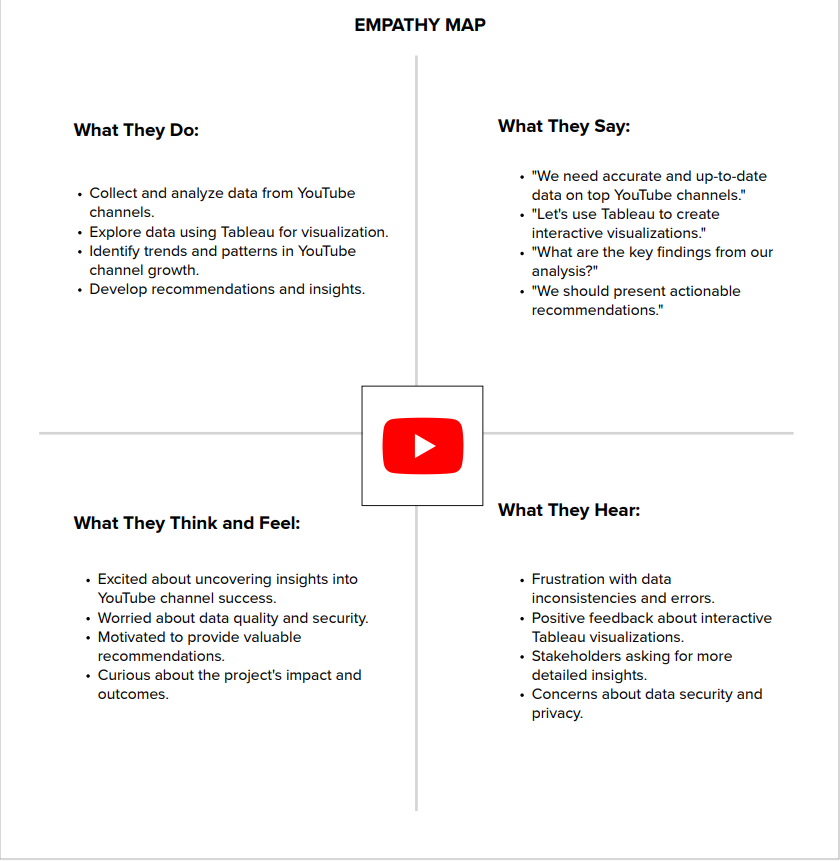 EMPATHY MAP
What They Do:
• Collect and analyze data from YouTube
channels.
• Explore data using Tableau for visualization.
• Identify trends and patterns in YouTube
channel growth.
• Develop recommendations and insights.
What They Say:
• "We need accurate and up-to-date
data on top YouTube channels."
• "Let's use Tableau to create
interactive visualizations."
• "What are the key findings from our
analysis?"
• "We should present actionable
recommendations."
What They Think and Feel:
• Excited about uncovering insights into
YouTube channel success.
• Worried about data quality and security.
• Motivated to provide valuable
recommendations.
• Curious about the project's impact and
outcomes.
What They Hear:
• Frustration with data
inconsistencies and errors.
• Positive feedback about interactive
Tableau visualizations.
• Stakeholders asking for more
detailed insights.
• Concerns about data security and
privacy.